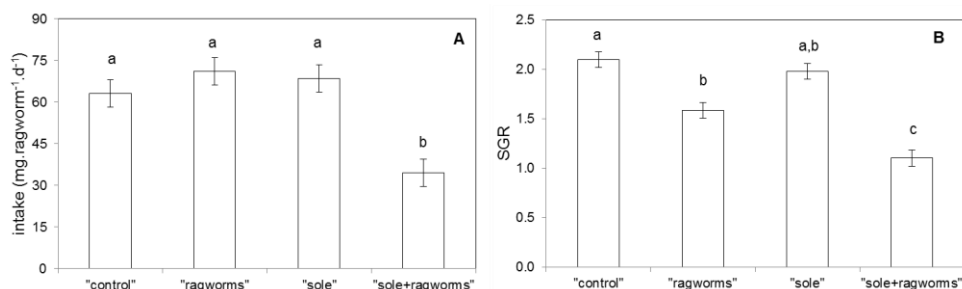 A
intake (mg.ragworm⁻¹.d⁻¹)
90
75
60
45
30
15
0
a
a
a
b
"control"
"ragworms"
"sole"
"sole+ragworms"
B
SGR
2.5
2.0
1.5
1.0
0.5
0.0
a
b
a,b
c
"control"
"ragworms"
"sole"
"sole+ragworms"